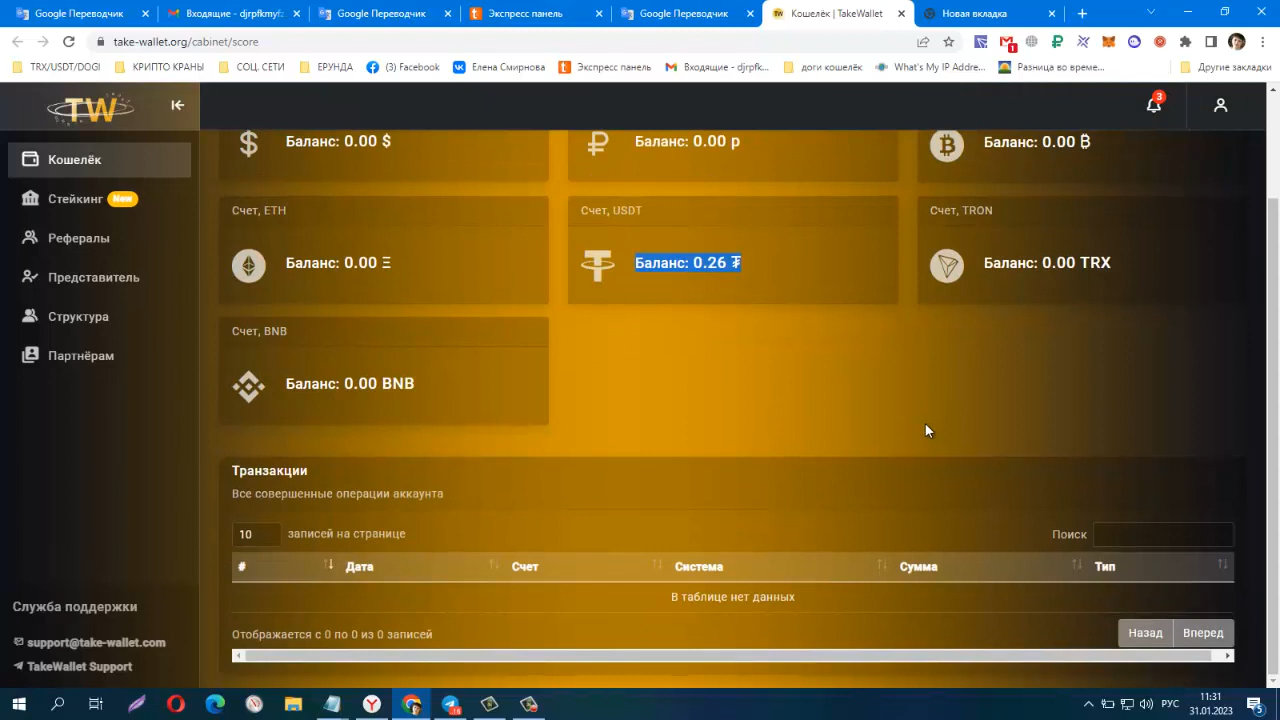 Google Переводчик
Входящие - djrpfkmyf:
Google Переводчик
Экспресс панель
Google Переводчик
Кошелёк | TakeWallet
Новая вкладка
take-wallet.org/cabinet/score
1
TRX/USDT/DOGI
КРИПТО КРАНЫ
СОЦ. СЕТИ
ЕРУНДА
(3) Facebook
Елена Смирнова
Экспресс панель
Входящие - djrpfk...
доги кошелёк
What's My IP Addre...
Разница во време...
Другие закладки
TW
3
Кошелёк
Стейкинг New
Рефералы
Представитель
Структура
Партнёрам
Служба поддержки
support@take-wallet.com
TakeWallet Support
Баланс: 0.00 $
Баланс: 0.00 р
Баланс: 0.00 ₿
Счет, ETH
Счет, USDT
Счет, TRON
Баланс: 0.00 Ξ
Баланс: 0.26 ₮
Баланс: 0.00 TRX
Счет, BNB
Баланс: 0.00 BNB
Транзакции
Все совершенные операции аккаунта
10 записей на странице
Поиск
# Дата Счет Система Сумма Тип
В таблице нет данных
Отображается с 0 по 0 из 0 записей
Назад Вперед
РУС
11:31
31.01.2023